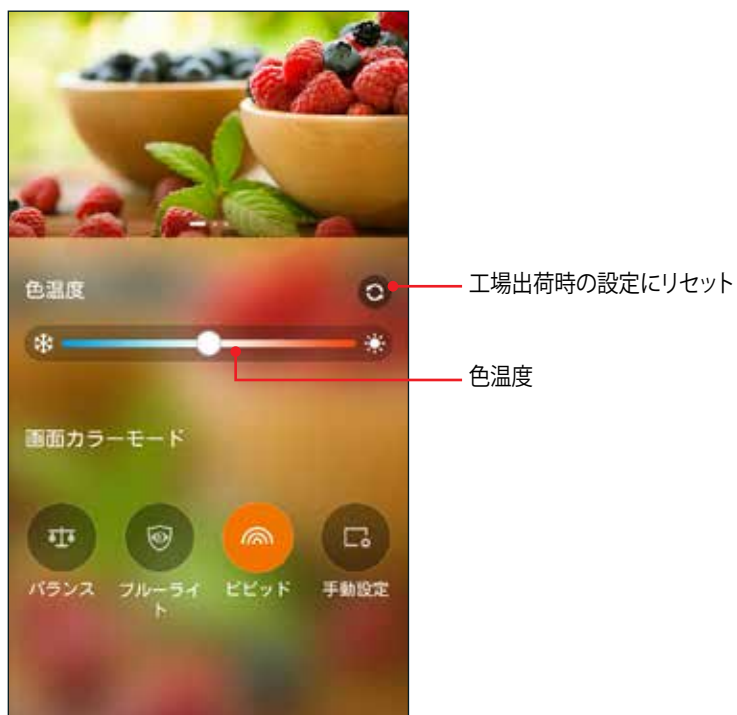 色温度
工場出荷時の設定にリセット
色温度
画面カラーモード
バランス
ブルーライ
ト
ビビッド
手動設定